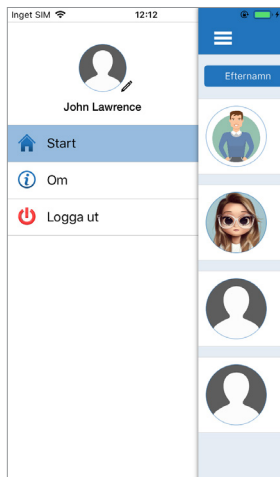 Inget SIM 12:12
Efternamn
John Lawrence
Start
Om
Logga ut